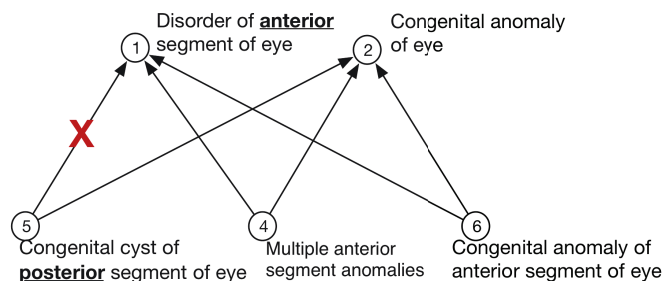 Disorder of anterior
segment of eye
1
Congenital anomaly
of eye
2
X
5
Congenital cyst of
posterior segment of eye
4
Multiple anterior
segment anomalies
6
Congenital anomaly of
anterior segment of eye